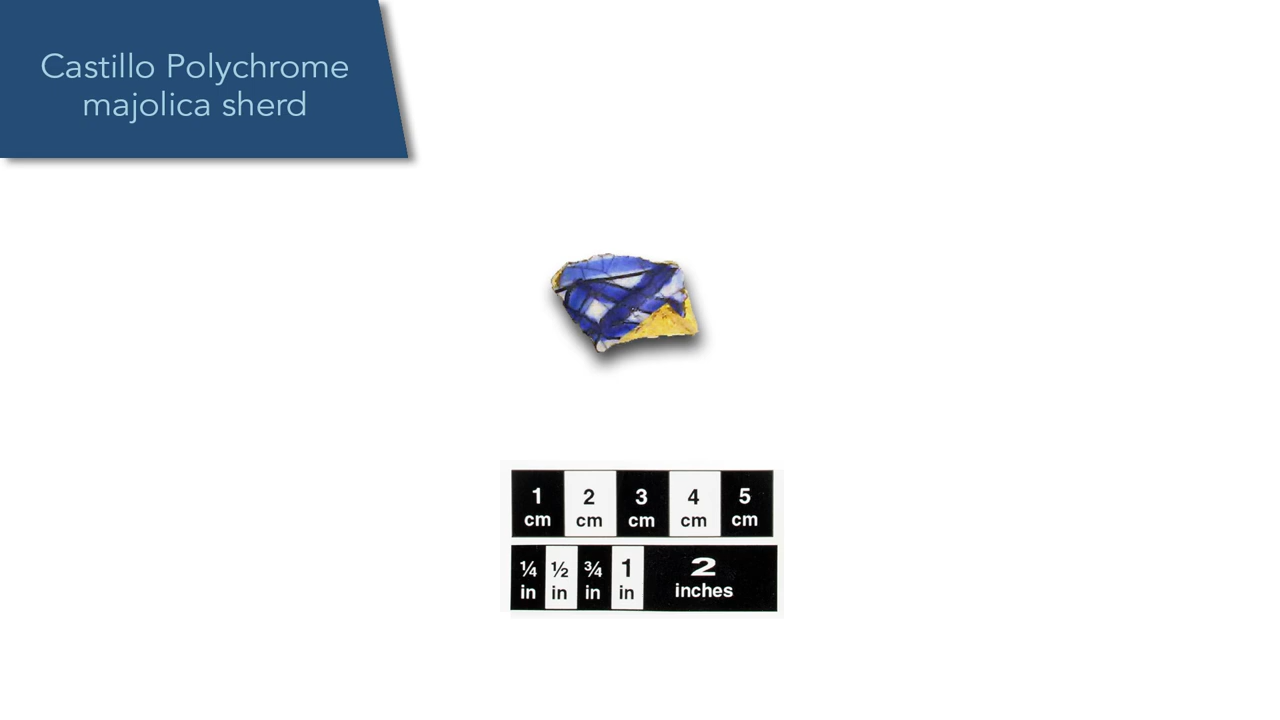 Castillo Polychrome
majolica sherd
1 2 3 4 5
cm cm cm cm cm
¼ ½ ¾ 1 2
in in in in inches